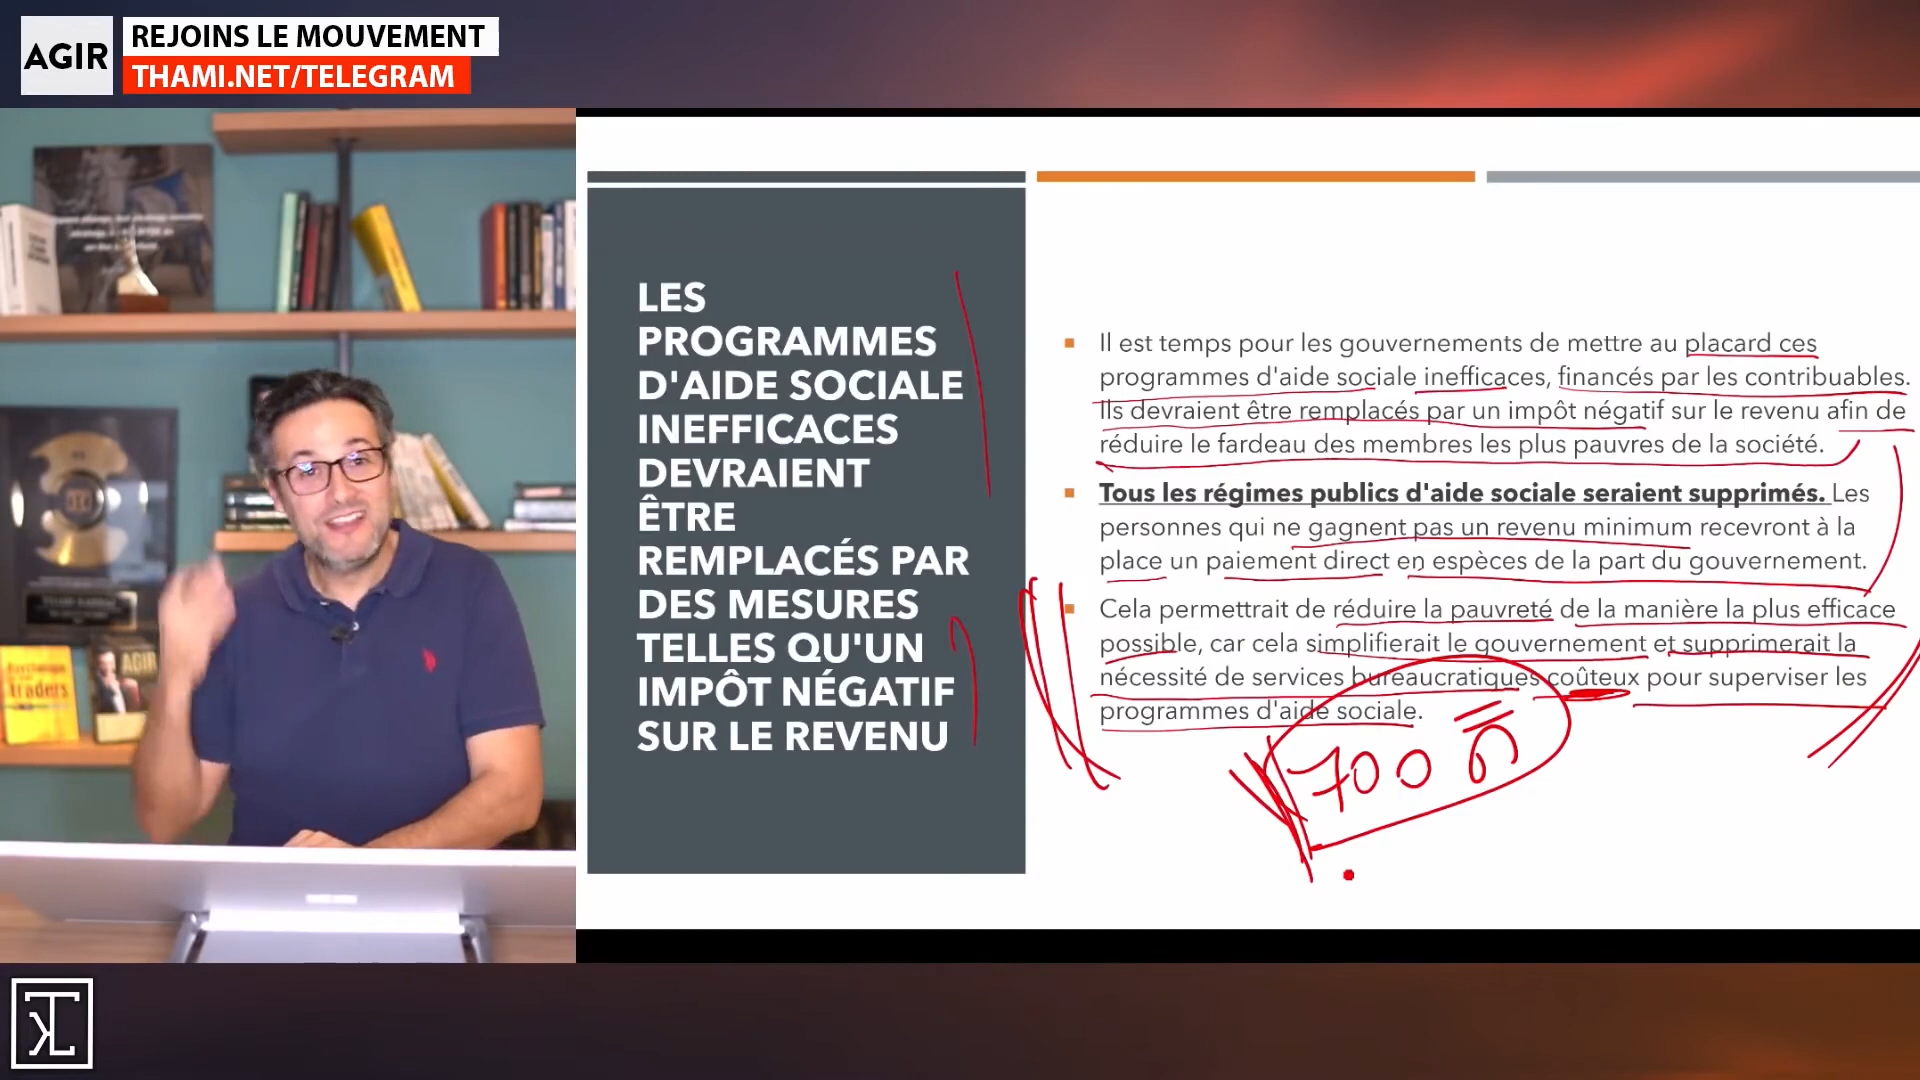 AGIR
REJOINS LE MOUVEMENT
THAMI.NET/TELEGRAM
LES
PROGRAMMES
D'AIDE SOCIALE
INEFFICACES
DEVRAIENT
ÊTRE
REMPLACÉS PAR
DES MESURES
TELLES QU'UN
IMPÔT NÉGATIF
SUR LE REVENU
Il est temps pour les gouvernements de mettre au placard ces
programmes d'aide sociale inefficaces, financés par les contribuables.
Ils devraient être remplacés par un impôt négatif sur le revenu afin de
réduire le fardeau des membres les plus pauvres de la société.
Tous les régimes publics d'aide sociale seraient supprimés. Les
personnes qui ne gagnent pas un revenu minimum recevront à la
place un paiement direct en espèces de la part du gouvernement.
Cela permettrait de réduire la pauvreté de la manière la plus efficace
possible, car cela simplifierait le gouvernement et supprimerait la
nécessité de services bureaucratiques coûteux pour superviser les
programmes d'aide sociale.
700
traders
AGIR